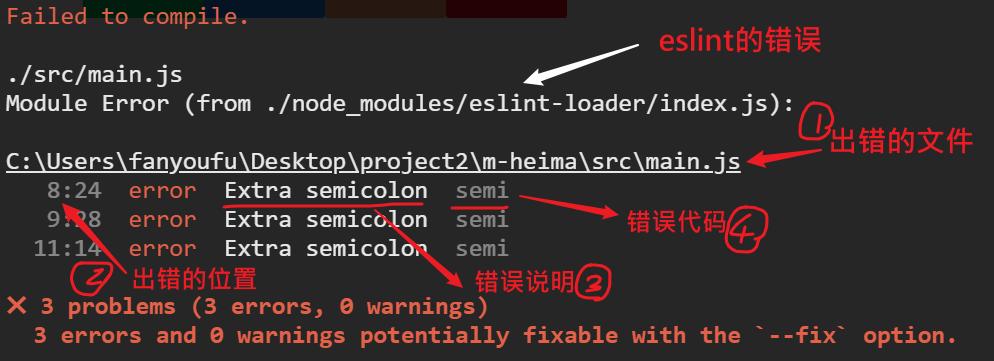 Failed to compile.
eslint的错误
./src/main.js
Module Error (from ./node_modules/eslint-loader/index.js):
1 出错的文件
C:\Users\fanyoufu\Desktop\project2\m-heima\src\main.js
8:24 error Extra semicolon semi
9:28 error Extra semicolon semi
错误代码 4
11:14 error Extra semicolon semi
2 出错的位置
错误说明 3
✕ 3 problems (3 errors, 0 warnings)
3 errors and 0 warnings potentially fixable with the `--fix` option.